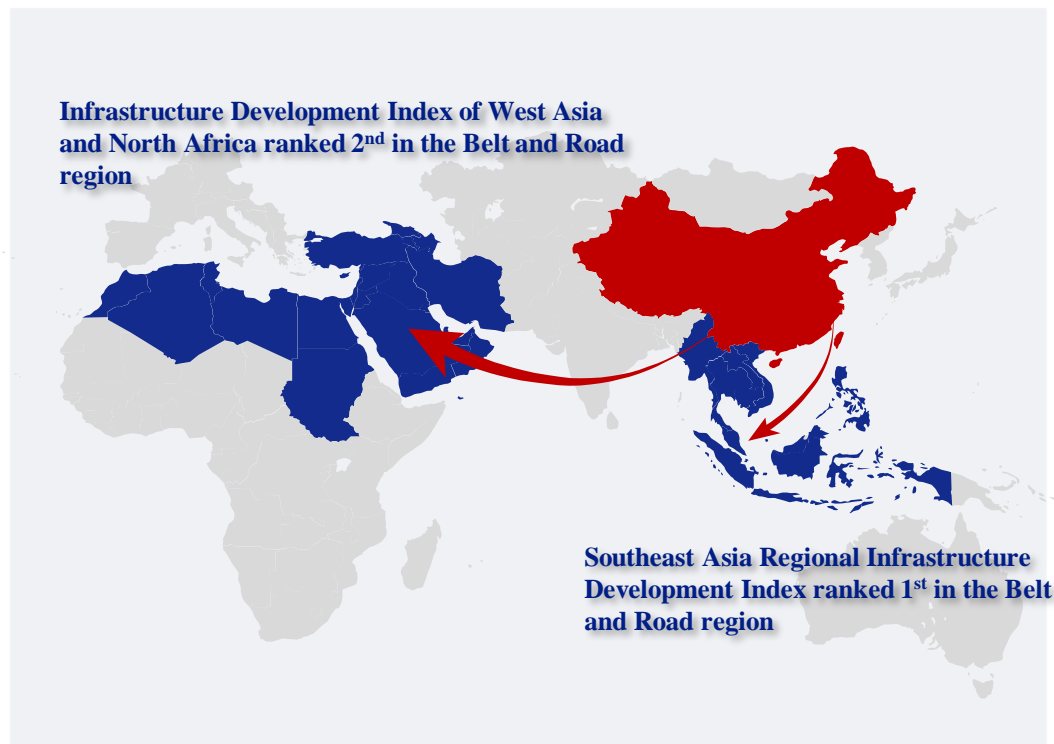 Infrastructure Development Index of West Asia
and North Africa ranked 2nd in the Belt and Road
region
Southeast Asia Regional Infrastructure
Development Index ranked 1st in the Belt
and Road region